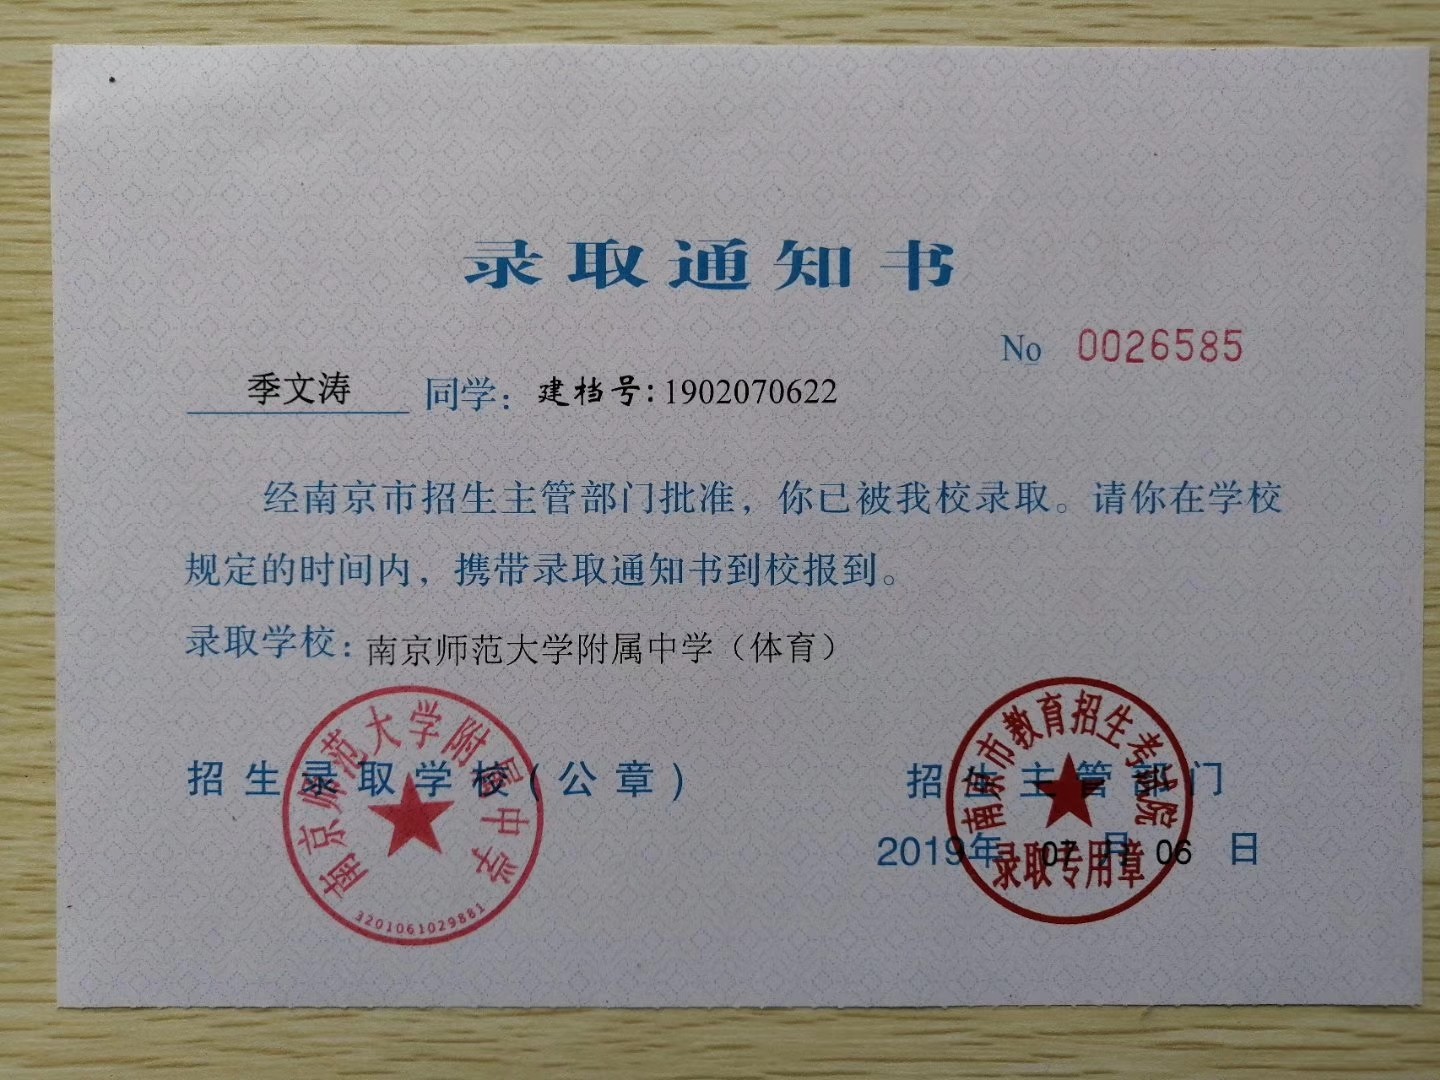 录取通知书
No 0026585
季文涛 同学：建档号：1902070622
经南京市招生主管部门批准，你已被我校录取。请你在学校
规定的时间内，携带录取通知书到校报到。
录取学校：南京师范大学附属中学（体育）
招生录取学校（公章）
招生主管部门
2019年 07 月 06 日
南京师范大学附属中学
3201061029881
南京市教育招生考试院
录取专用章